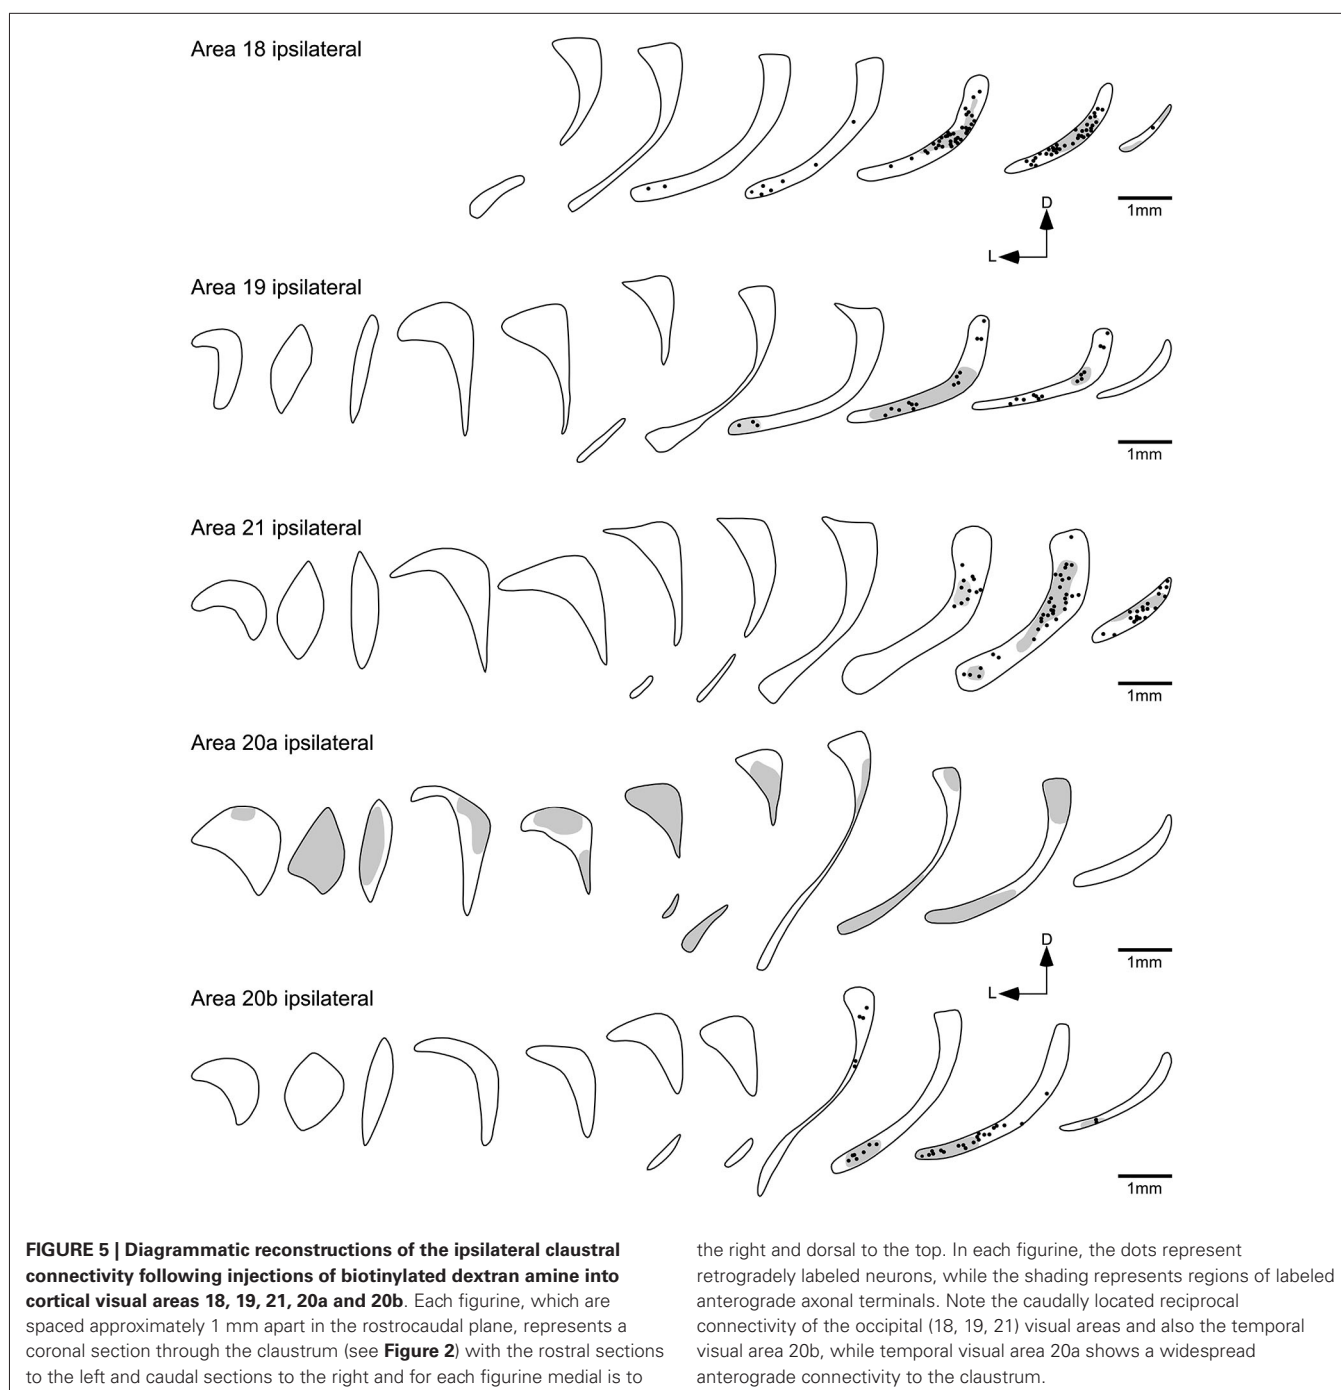 Area 18 ipsilateral
D
1mm
L
Area 19 ipsilateral
1mm
Area 21 ipsilateral
1mm
Area 20a ipsilateral
D
1mm
L
Area 20b ipsilateral
1mm
FIGURE 5 | Diagrammatic reconstructions of the ipsilateral claustral
connectivity following injections of biotinylated dextran amine into
cortical visual areas 18, 19, 21, 20a and 20b. Each figurine, which are
spaced approximately 1 mm apart in the rostrocaudal plane, represents a
coronal section through the claustrum (see Figure 2) with the rostral sections
to the left and caudal sections to the right and for each figurine medial is to
the right and dorsal to the top. In each figurine, the dots represent
retrogradely labeled neurons, while the shading represents regions of labeled
anterograde axonal terminals. Note the caudally located reciprocal
connectivity of the occipital (18, 19, 21) visual areas and also the temporal
visual area 20b, while temporal visual area 20a shows a widespread
anterograde connectivity to the claustrum.